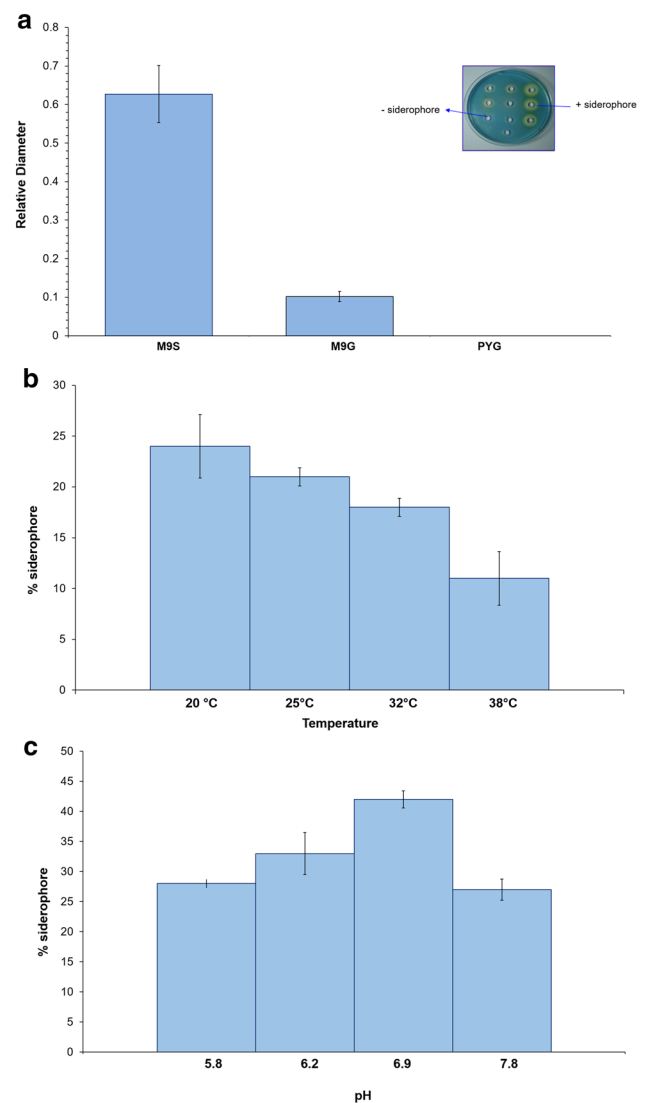 a
0.8
0.7
0.6
0.5
0.4
0.3
0.2
0.1
0
Relative Diameter
- siderophore
+ siderophore
M9S M9G PYG
b
30
25
20
15
10
5
0
% siderophore
20 °C 25°C 32°C 38°C
Temperature
c
50
45
40
35
30
25
20
15
10
5
0
% siderophore
5.8 6.2 6.9 7.8
pH